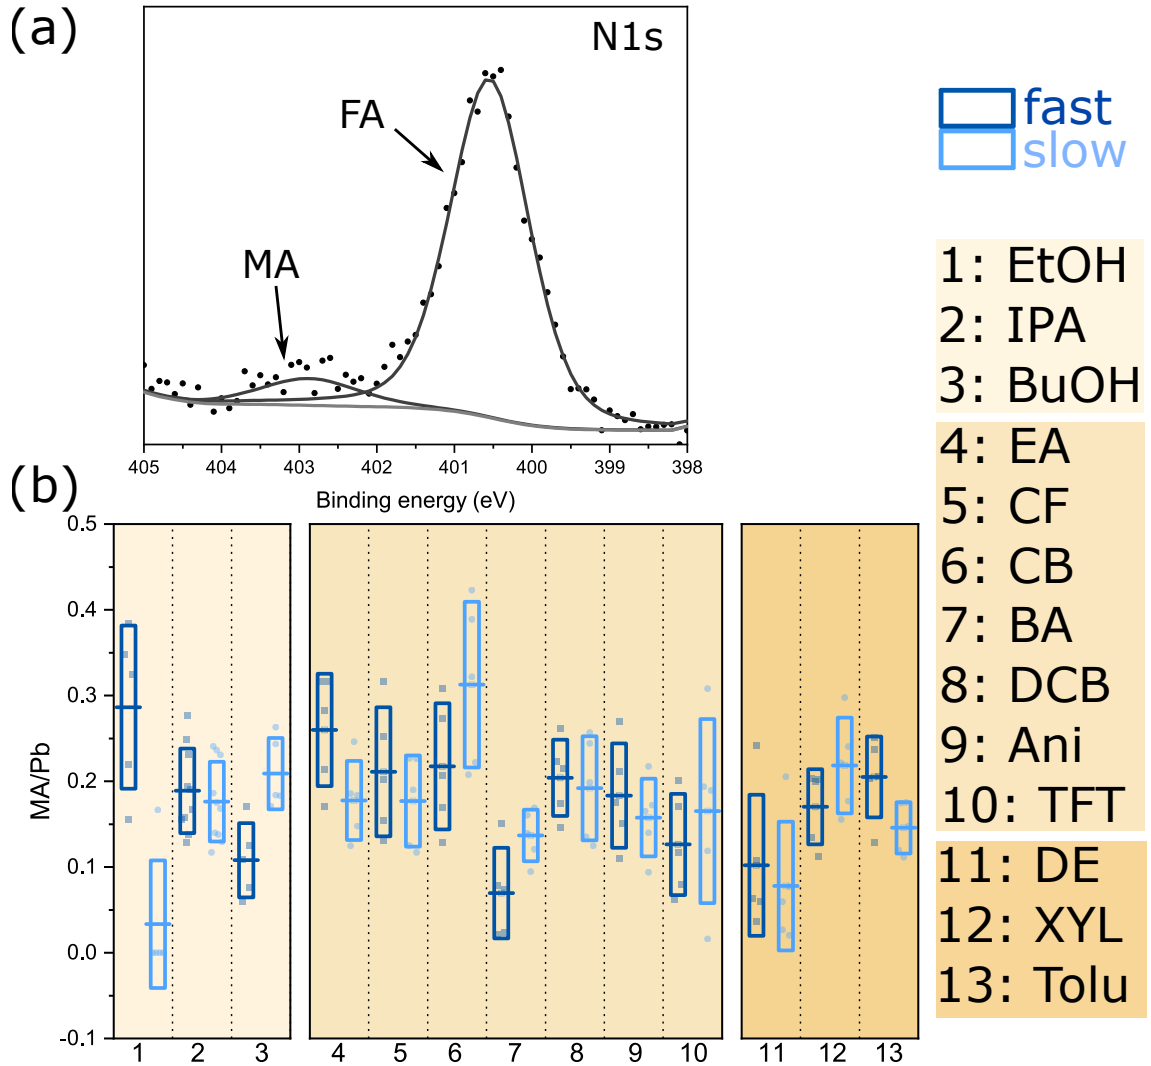 (a)
N1s
FA
MA
405 404 403 402 401 400 399 398
Binding energy (eV)
fast
slow
1: EtOH
2: IPA
3: BuOH
4: EA
5: CF
6: CB
7: BA
8: DCB
9: Ani
10: TFT
11: DE
12: XYL
13: Tolu
(b)
MA/Pb
0.5
0.4
0.3
0.2
0.1
0.0
-0.1
1 2 3 4 5 6 7 8 9 10 11 12 13